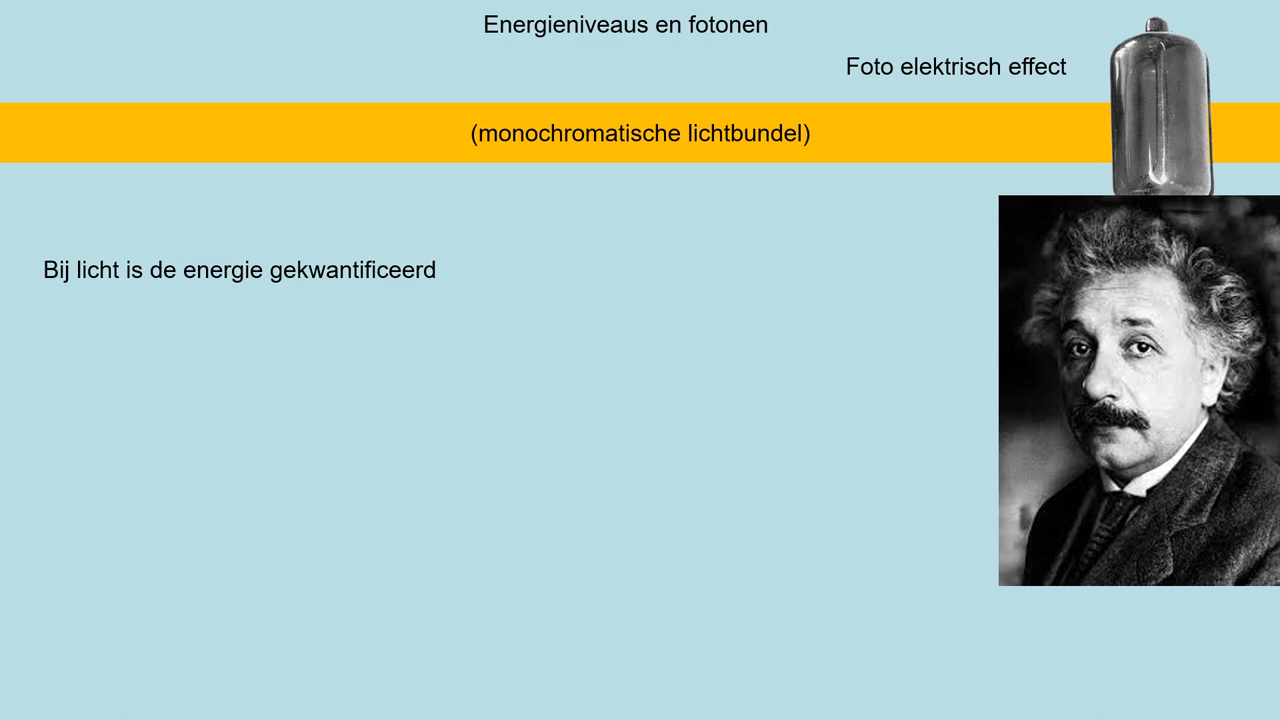 Energieniveaus en fotonen
Foto elektrisch effect
(monochromatische lichtbundel)
Bij licht is de energie gekwantificeerd